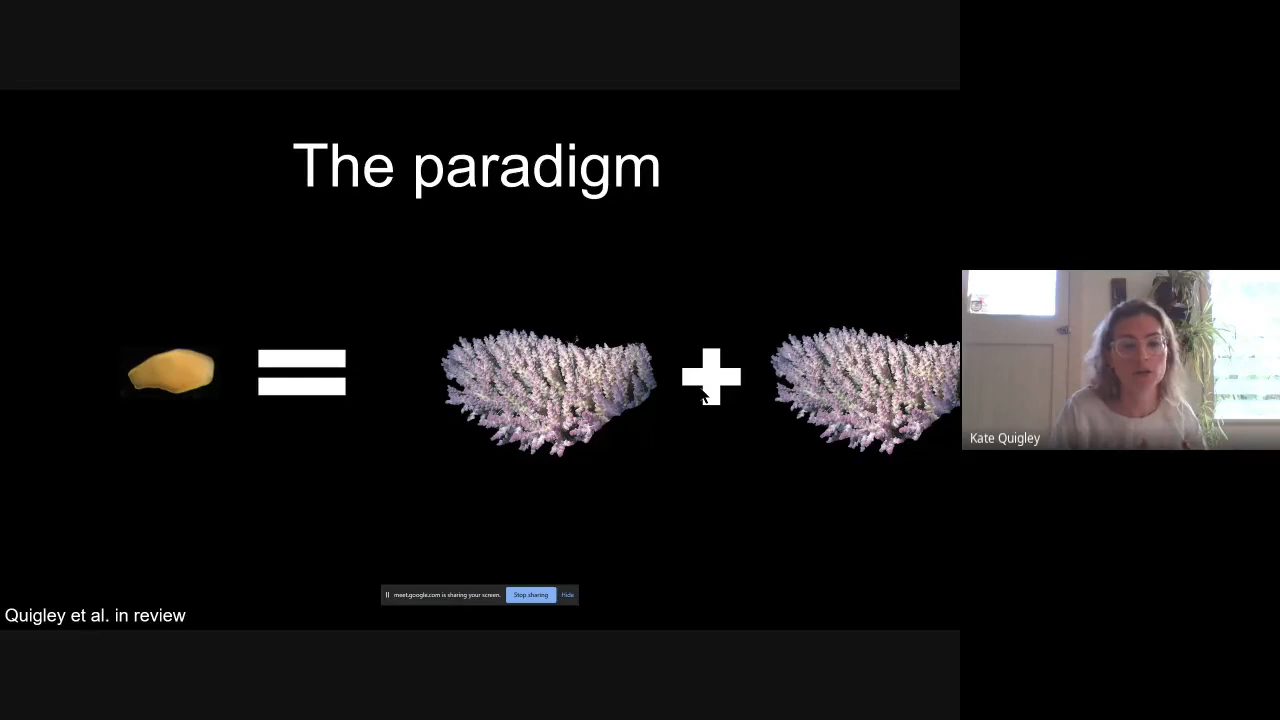 The paradigm
Kate Quigley
meet.google.com is sharing your screen.
Stop sharing
Hide
Quigley et al. in review